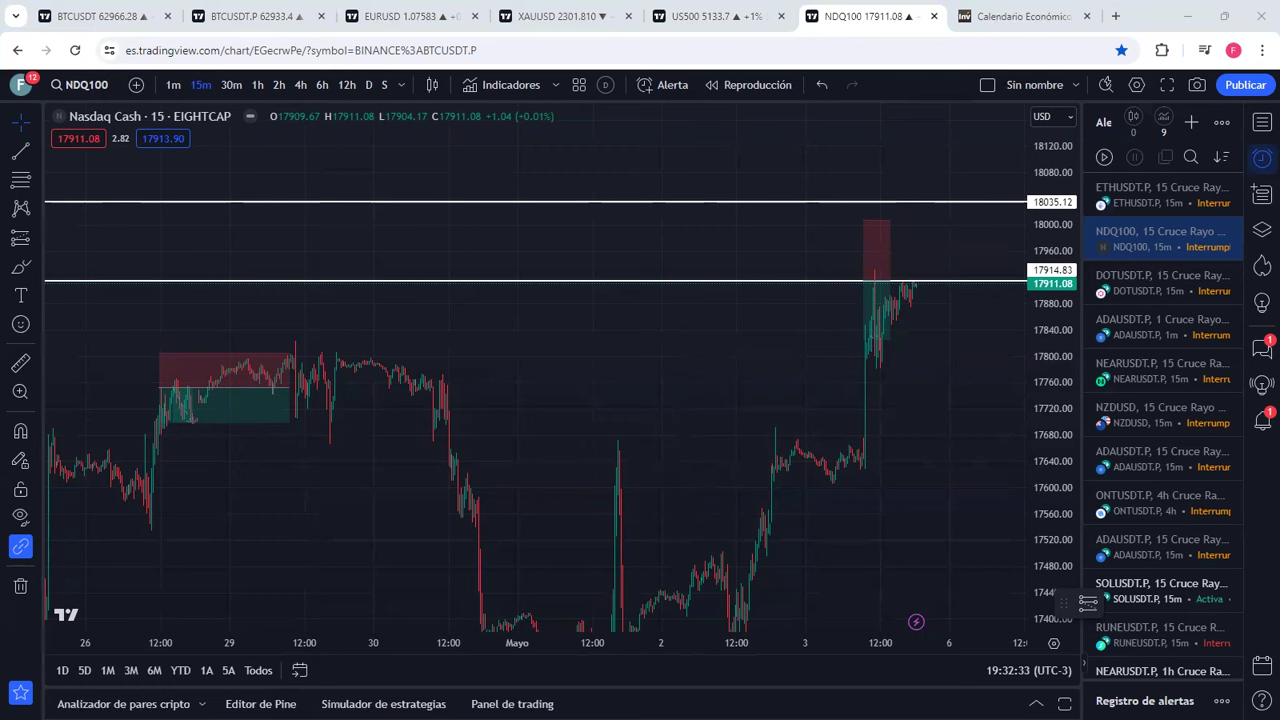 BTCUSDT 62966.28 ▲
BTCUSDT.P 62933.4 ▲
EURUSD 1.07583 ▲
XAUUSD 2301.810 ▼
US500 5133.7 ▲ +1%
NDQ100 17911.08 ▲
Calendario Económic
es.tradingview.com/chart/EGecrwPe/?symbol=BINANCE%3ABTCUSDT.P
F
F 12
NDQ100
1m 15m 30m 1h 2h 4h 6h 12h D S
Indicadores
D
Alerta
Reproducción
Sin nombre
Publicar
N Nasdaq Cash · 15 · EIGHTCAP
O17909.67 H17911.08 L17904.17 C17911.08 +1.04 (+0.01%)
17911.08 2.82 17913.90
USD
18120.00
18080.00
18035.12
18000.00
17960.00
17914.83
17911.08
17880.00
17840.00
17800.00
17760.00
17720.00
17680.00
17640.00
17600.00
17560.00
17520.00
17480.00
17440
17400.00
26 12:00 29 12:00 30 12:00 Mayo 12:00 2 12:00 3 12:00 6 12:
1D 5D 1M 3M 6M YTD 1A 5A Todos
19:32:33 (UTC-3)
Analizador de pares cripto
Editor de Pine
Simulador de estrategias
Panel de trading
Ale
0
9
ETHUSDT.P, 15 Cruce Ray...
ETHUSDT.P, 15m • Interrur
NDQ100, 15 Cruce Rayo ...
NDQ100, 15m • Interrump
DOTUSDT.P, 15 Cruce Ray...
DOTUSDT.P, 15m • Interrur
ADAUSDT.P, 1 Cruce Rayo...
ADAUSDT.P, 1m • Interrum
NEARUSDT.P, 15 Cruce Ra...
NEARUSDT.P, 15m • Interru
NZDUSD, 15 Cruce Rayo ...
NZDUSD, 15m • Interrump
ADAUSDT.P, 15 Cruce Ray...
ADAUSDT.P, 15m • Interrur
ONTUSDT.P, 4h Cruce Ra...
ONTUSDT.P, 4h • Interrump
ADAUSDT.P, 15 Cruce Ray...
ADAUSDT.P, 15m • Interrur
SOLUSDT.P, 15 Cruce Ray...
SOLUSDT.P, 15m • Activa
RUNEUSDT.P, 15 Cruce R...
RUNEUSDT.P, 15m • Intern
NEARUSDT.P, 1h Cruce Ra...
Registro de alertas
1
1